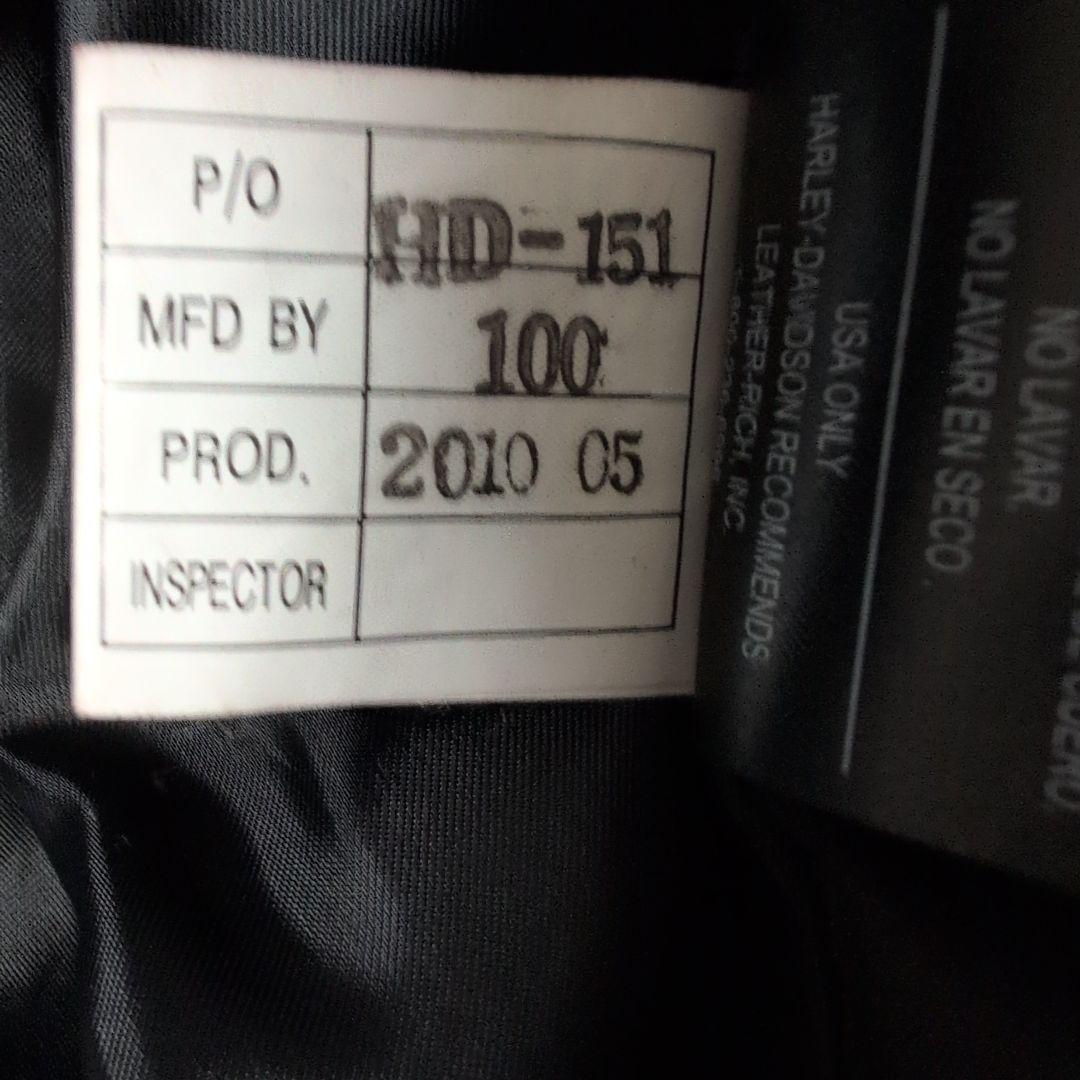 P/O HD-151
MFD BY 100
PROD. 2010 05
INSPECTOR
NO LAVAR.
NO LAVAR EN SECO.
USA ONLY
HARLEY-DAVIDSON RECOMMENDS
LEATHER-RICH, INC.